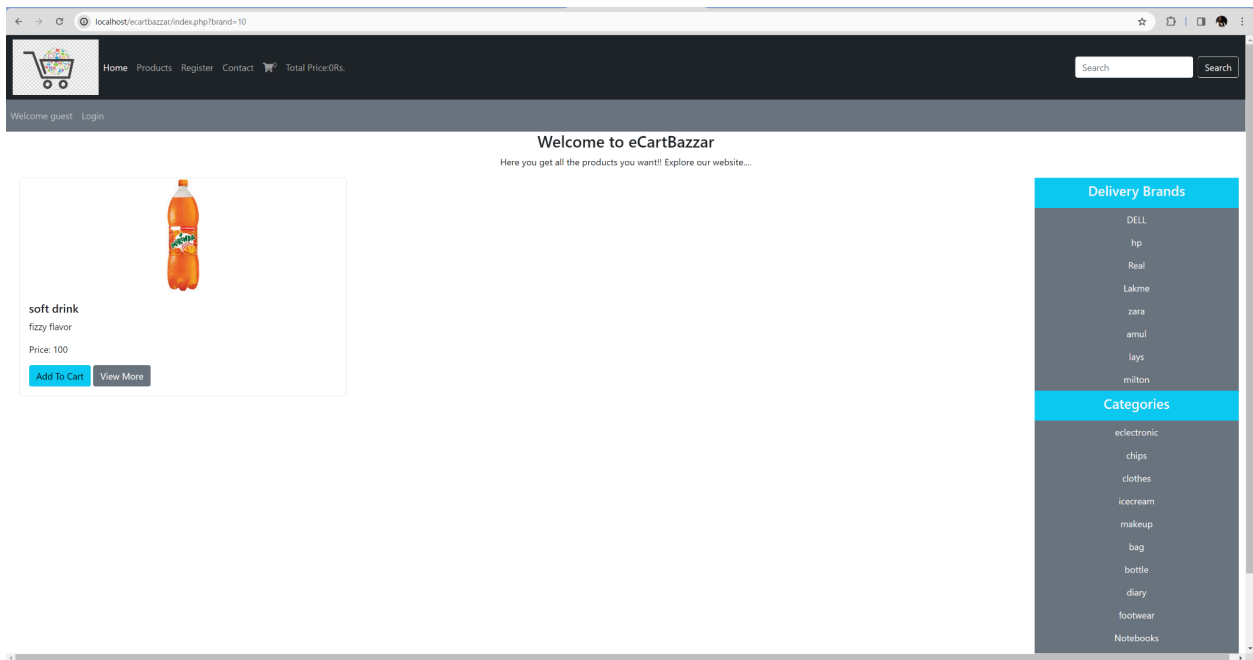 localhost/ecartbazzar/index.php?brand=10
Home Products Register Contact 0 Total Price:0Rs.
Search Search
Welcome guest Login
Welcome to eCartBazzar
Here you get all the products you want!! Explore our website....
MIRINDA
soft drink
fizzy flavor
Price: 100
Add To Cart View More
Delivery Brands
DELL
hp
Real
Lakme
zara
amul
lays
milton
Categories
eclectronic
chips
clothes
icecream
makeup
bag
bottle
diary
footwear
Notebooks